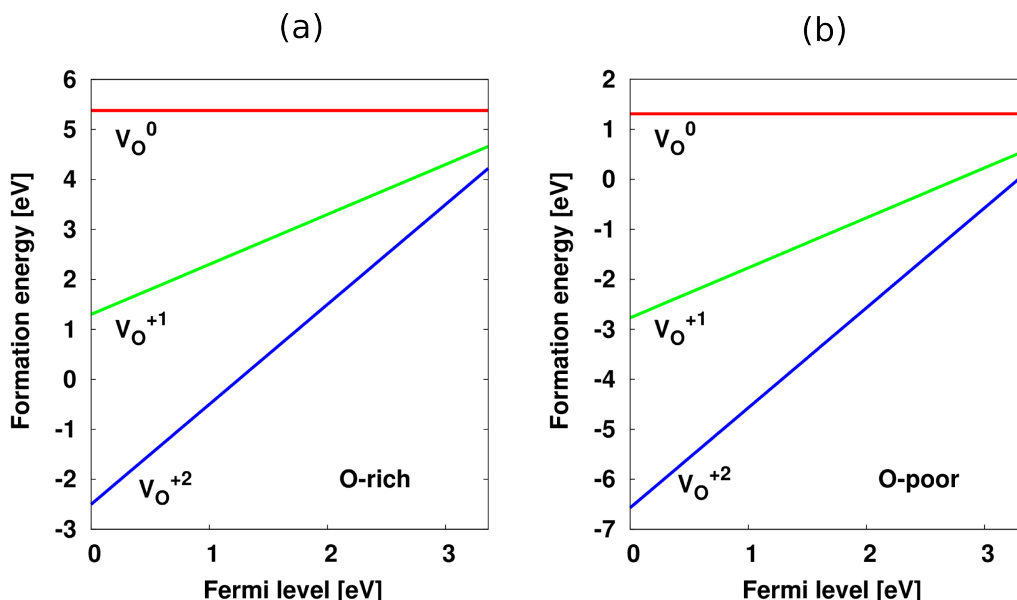 (a)
Formation energy [eV]
6
5
4
3
2
1
0
-1
-2
-3
V_O^0
V_O^+1
V_O^+2
O-rich
0 1 2 3
Fermi level [eV]
(b)
Formation energy [eV]
2
1
0
-1
-2
-3
-4
-5
-6
-7
V_O^0
V_O^+1
V_O^+2
O-poor
0 1 2 3
Fermi level [eV]